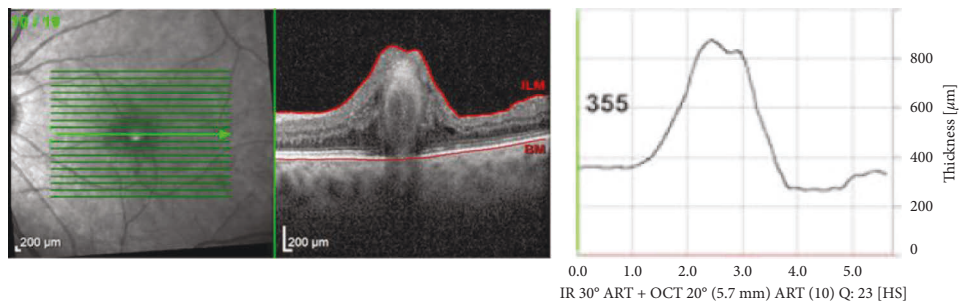 10 / 19
200 µm
ILM
BM
200 µm
355
800
600
400
200
0
Thickness [µm]
0.0 1.0 2.0 3.0 4.0 5.0
IR 30° ART + OCT 20° (5.7 mm) ART (10) Q: 23 [HS]